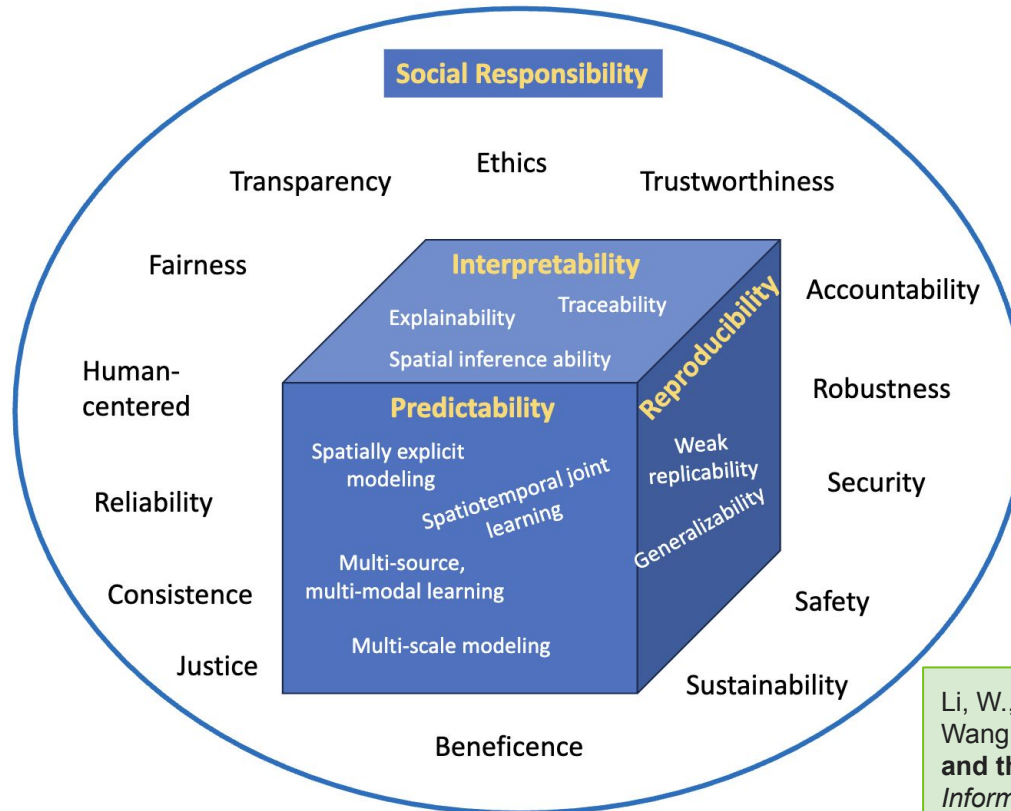 Social Responsibility
Ethics
Transparency
Trustworthiness
Fairness
Interpretability
Explainability
Traceability
Spatial inference ability
Accountability
Human-
centered
Predictability
Reproducibility
Robustness
Spatially explicit
modeling
Spatiotemporal joint
learning
Weak
replicability
Generalizability
Security
Reliability
Multi-source,
multi-modal learning
Consistence
Safety
Multi-scale modeling
Justice
Sustainability
Beneficence
Li, W.,
Wang
and th
Inform